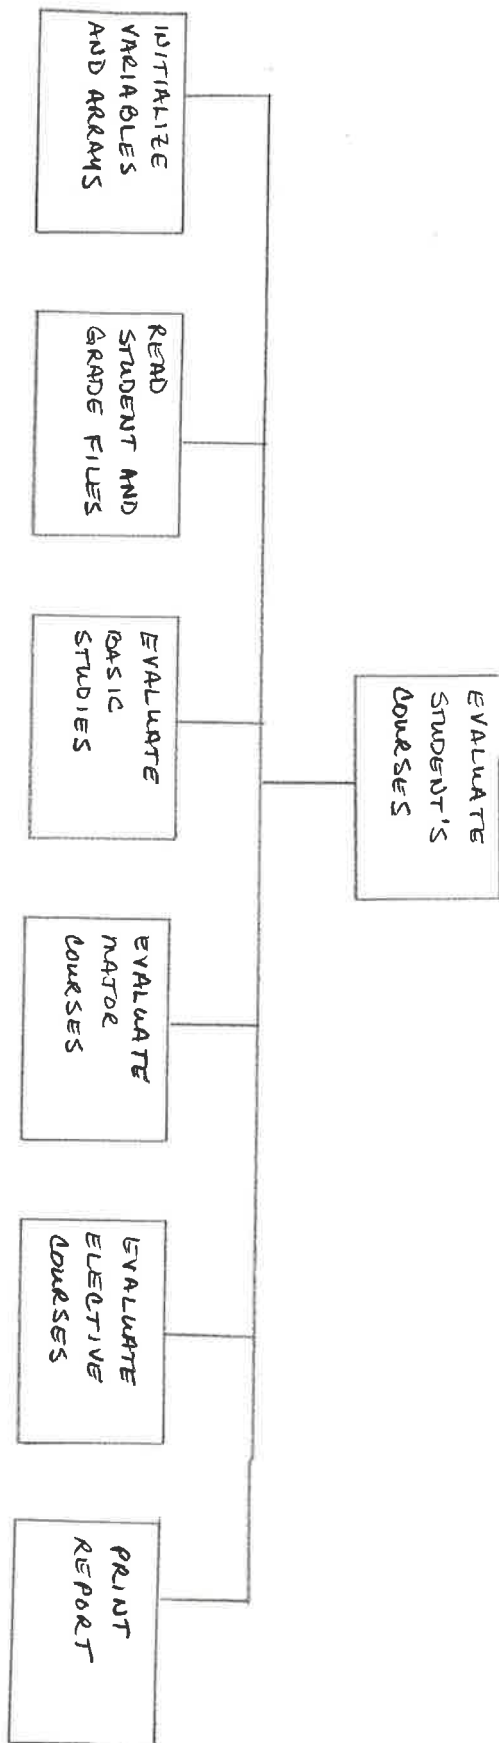 EVALUATE
STUDENT'S
COURSES
INITIALIZE
VARIABLES
AND ARRAYS
READ
STUDENT AND
GRADE FILES
EVALUATE
BASIC
STUDIES
EVALUATE
MAJOR
COURSES
EVALUATE
ELECTIVE
COURSES
PRINT
REPORT